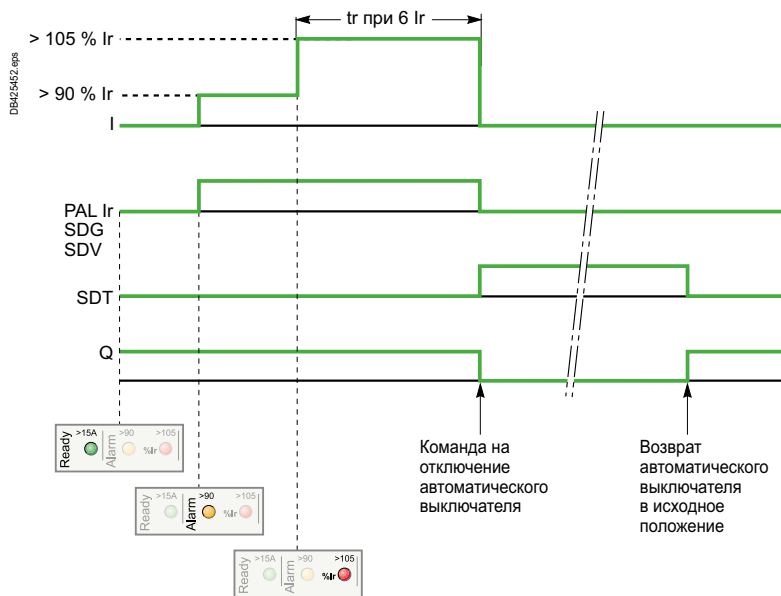 tr при 6 Ir
> 105 % Ir
DB425452.eps
> 90 % Ir
I
PAL Ir
SDG
SDV
SDT
Q
Команда на
отключение
автоматического
выключателя
Возврат
автоматического
выключателя
в исходное
положение
Ready >15A Alarm >90 %Ir >105
Ready >15A Alarm >90 %Ir >105
Ready >15A Alarm >90 %Ir >105